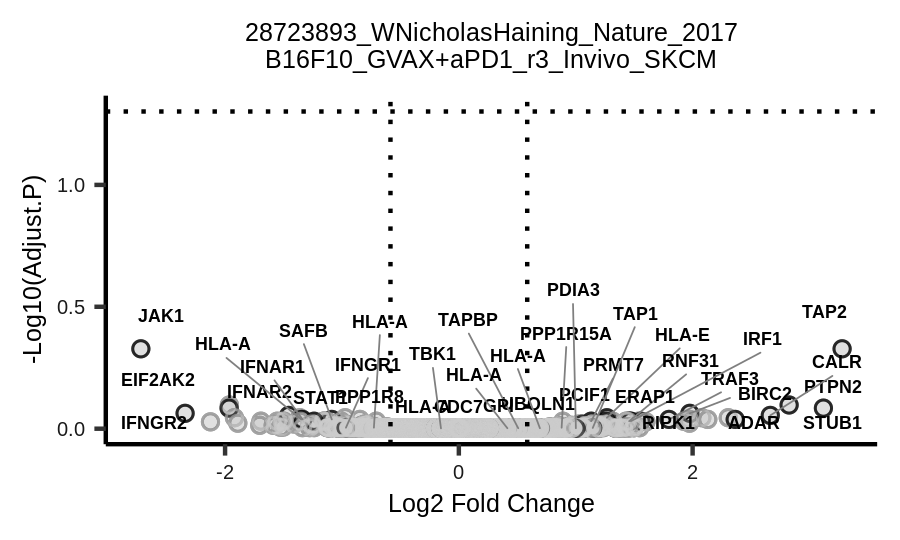 28723893_WNicholasHaining_Nature_2017
B16F10_GVAX+aPD1_r3_Invivo_SKCM
-Log10(Adjust.P)
1.0
0.5
0.0
PDIA3
JAK1
HLA-A
TAPBP
TAP1
TAP2
SAFB
PPP1R15A
HLA-E
IRF1
HLA-A
TBK1
HLA-A
IFNAR1
IFNGR1
PRMT7
RNF31
CALR
EIF2AK2
HLA-A
TRAF3
PTPN2
IFNAR2
STAT1
PPP1R8
PCIF1
ERAP1
BIRC2
HLA-A
UBQLN1
IFNGR2
RIPK1
ADAR
STUB1
-2
0
2
Log2 Fold Change